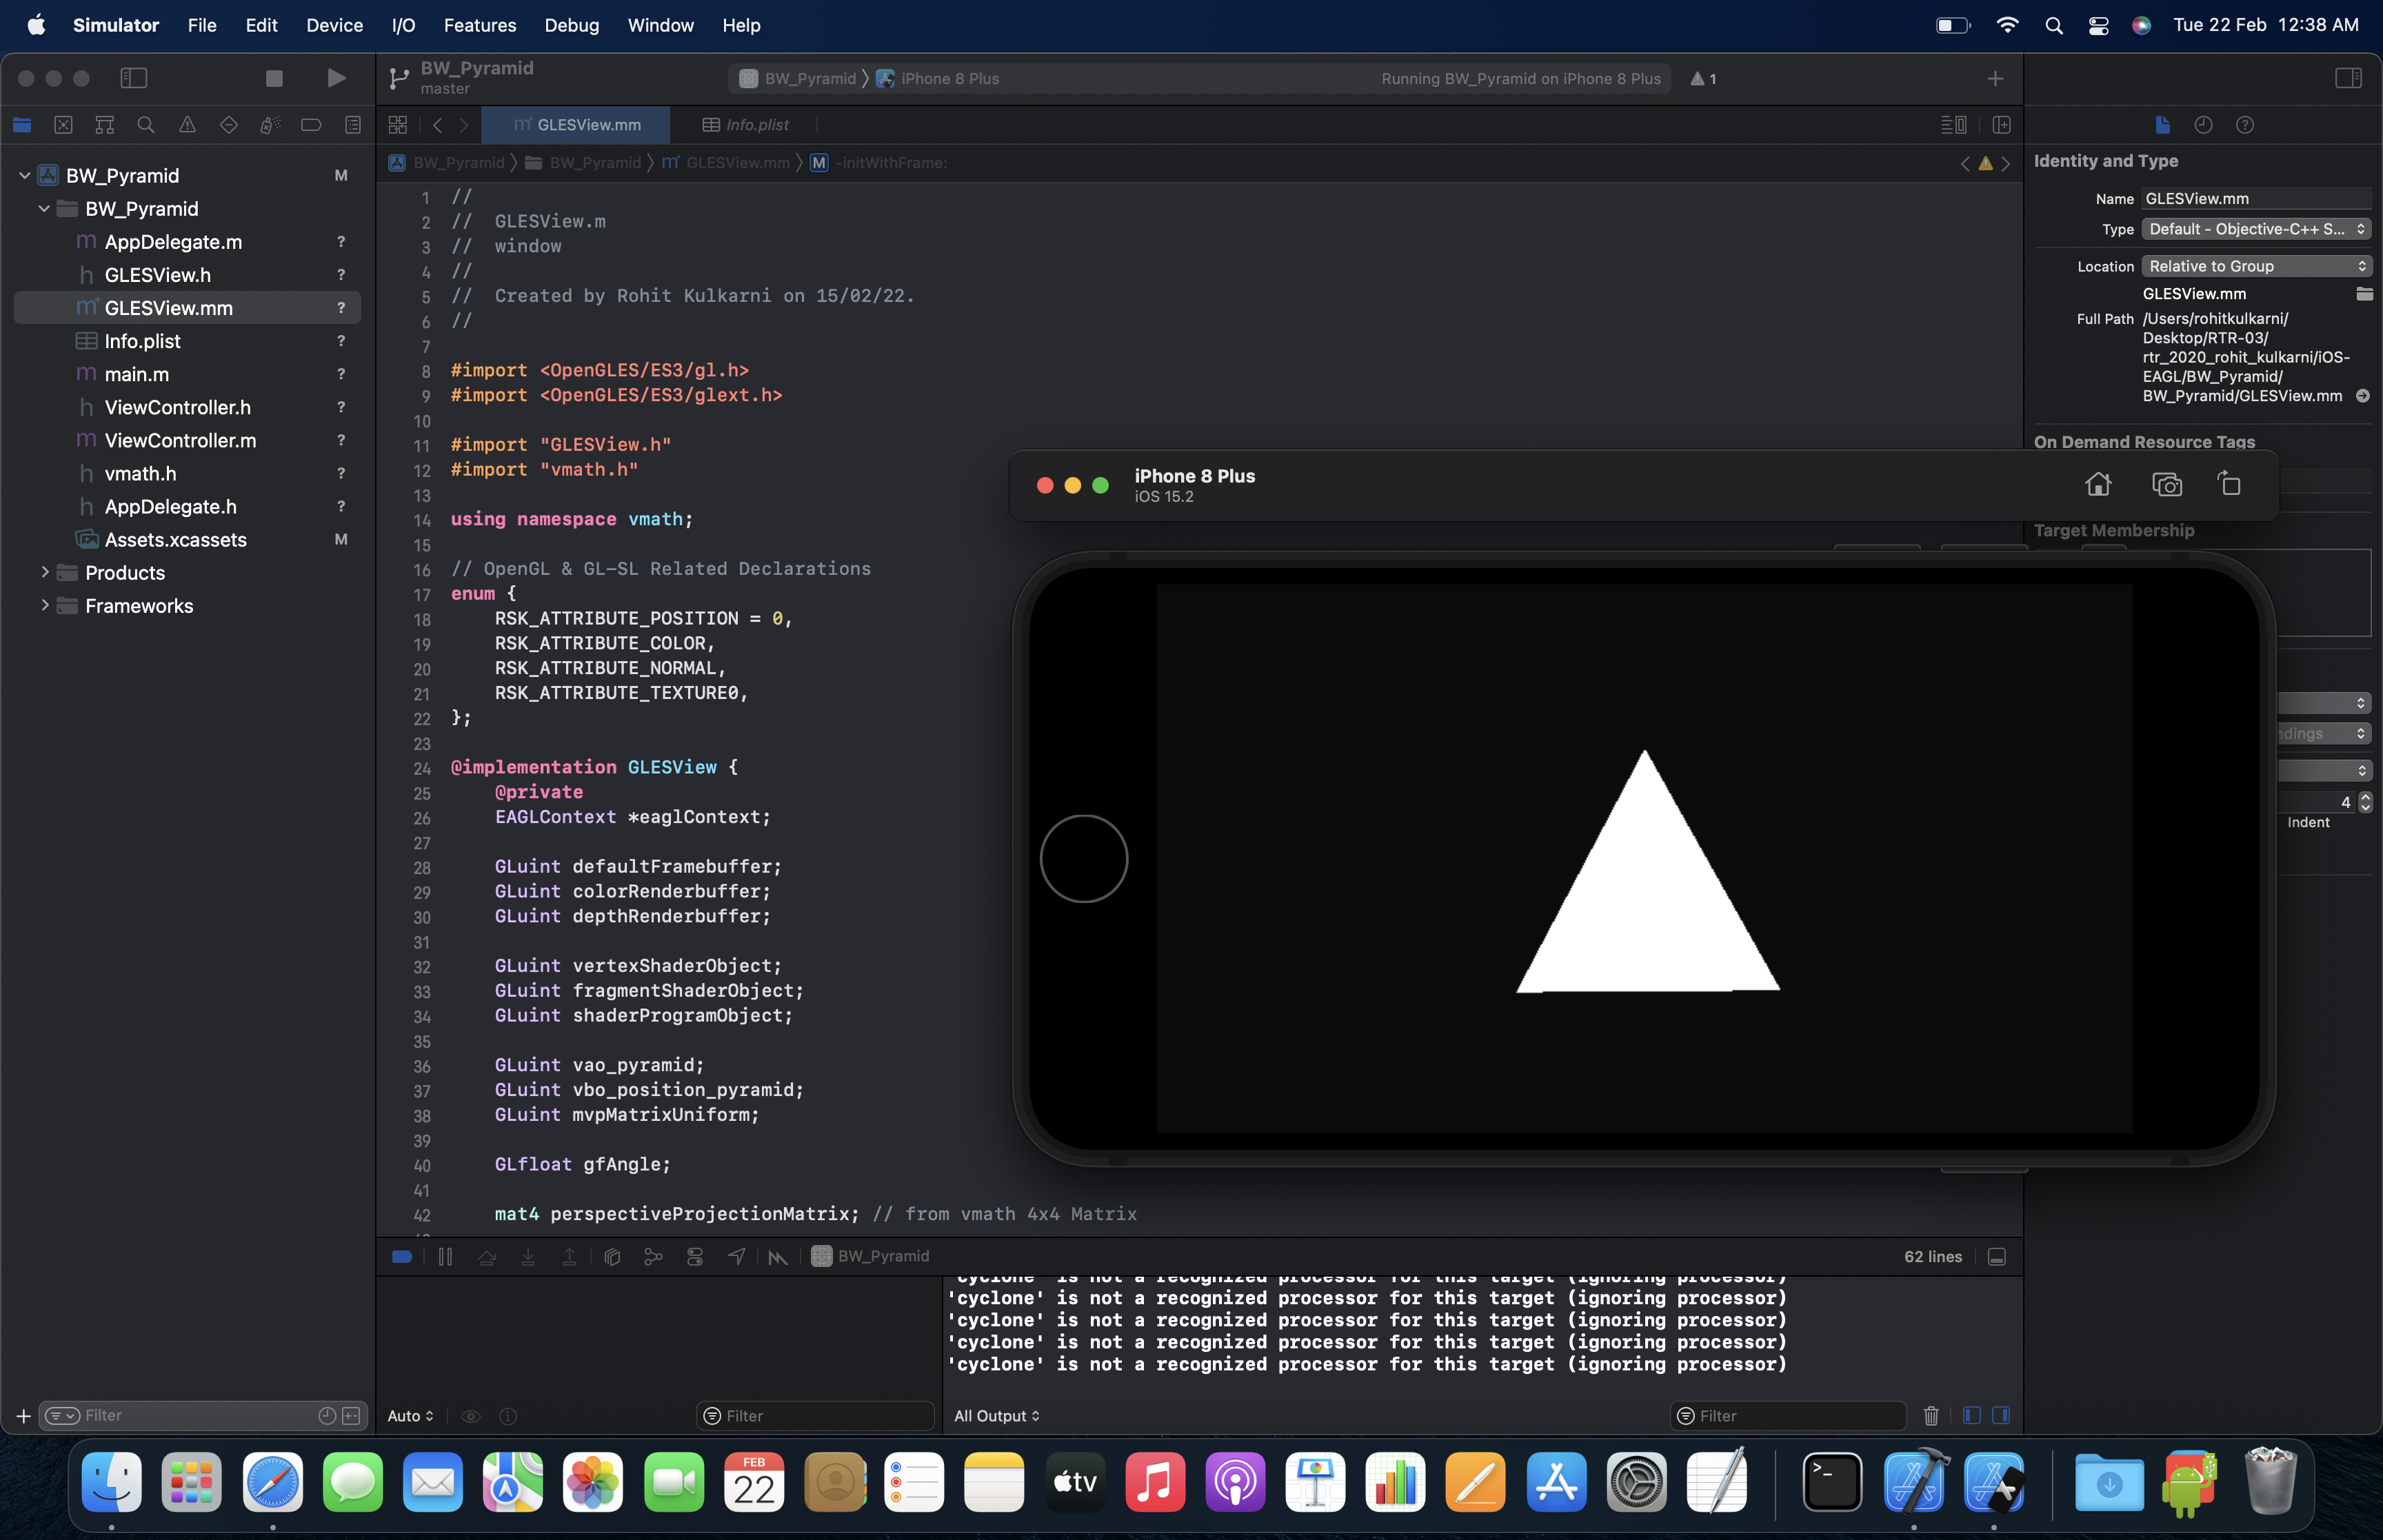 Simulator File Edit Device I/O Features Debug Window Help
Tue 22 Feb 12:38 AM
BW_Pyramid
master
BW_Pyramid iPhone 8 Plus
Running BW_Pyramid on iPhone 8 Plus
1
GLESView.mm
Info.plist
BW_Pyramid BW_Pyramid GLESView.mm M -initWithFrame:
BW_Pyramid M
BW_Pyramid
m AppDelegate.m ?
h GLESView.h ?
m GLESView.mm ?
Info.plist ?
m main.m ?
h ViewController.h ?
m ViewController.m ?
h vmath.h ?
h AppDelegate.h ?
Assets.xcassets M
Products
Frameworks
Filter
1 //
2 // GLESView.m
3 // window
4 //
5 // Created by Rohit Kulkarni on 15/02/22.
6 //
7
8 #import <OpenGLES/ES3/gl.h>
9 #import <OpenGLES/ES3/glext.h>
10
11 #import "GLESView.h"
12 #import "vmath.h"
13
14 using namespace vmath;
15
16 // OpenGL & GL-SL Related Declarations
17 enum {
18 RSK_ATTRIBUTE_POSITION = 0,
19 RSK_ATTRIBUTE_COLOR,
20 RSK_ATTRIBUTE_NORMAL,
21 RSK_ATTRIBUTE_TEXTURE0,
22 };
23
24 @implementation GLESView {
25 @private
26 EAGLContext *eaglContext;
27
28 GLuint defaultFramebuffer;
29 GLuint colorRenderbuffer;
30 GLuint depthRenderbuffer;
31
32 GLuint vertexShaderObject;
33 GLuint fragmentShaderObject;
34 GLuint shaderProgramObject;
35
36 GLuint vao_pyramid;
37 GLuint vbo_position_pyramid;
38 GLuint mvpMatrixUniform;
39
40 GLfloat gfAngle;
41
42 mat4 perspectiveProjectionMatrix; // from vmath 4x4 Matrix
iPhone 8 Plus
iOS 15.2
Identity and Type
Name GLESView.mm
Type Default - Objective-C++ S...
Location Relative to Group
GLESView.mm
Full Path /Users/rohitkulkarni/
Desktop/RTR-03/
rtr_2020_rohit_kulkarni/iOS-
EAGL/BW_Pyramid/
BW_Pyramid/GLESView.mm
On Demand Resource Tags
Target Membership
4
Indent
BW_Pyramid
62 lines
'cyclone' is not a recognized processor for this target (ignoring processor)
'cyclone' is not a recognized processor for this target (ignoring processor)
'cyclone' is not a recognized processor for this target (ignoring processor)
'cyclone' is not a recognized processor for this target (ignoring processor)
'cyclone' is not a recognized processor for this target (ignoring processor)
Auto
Filter
All Output
Filter
FEB
22
tv